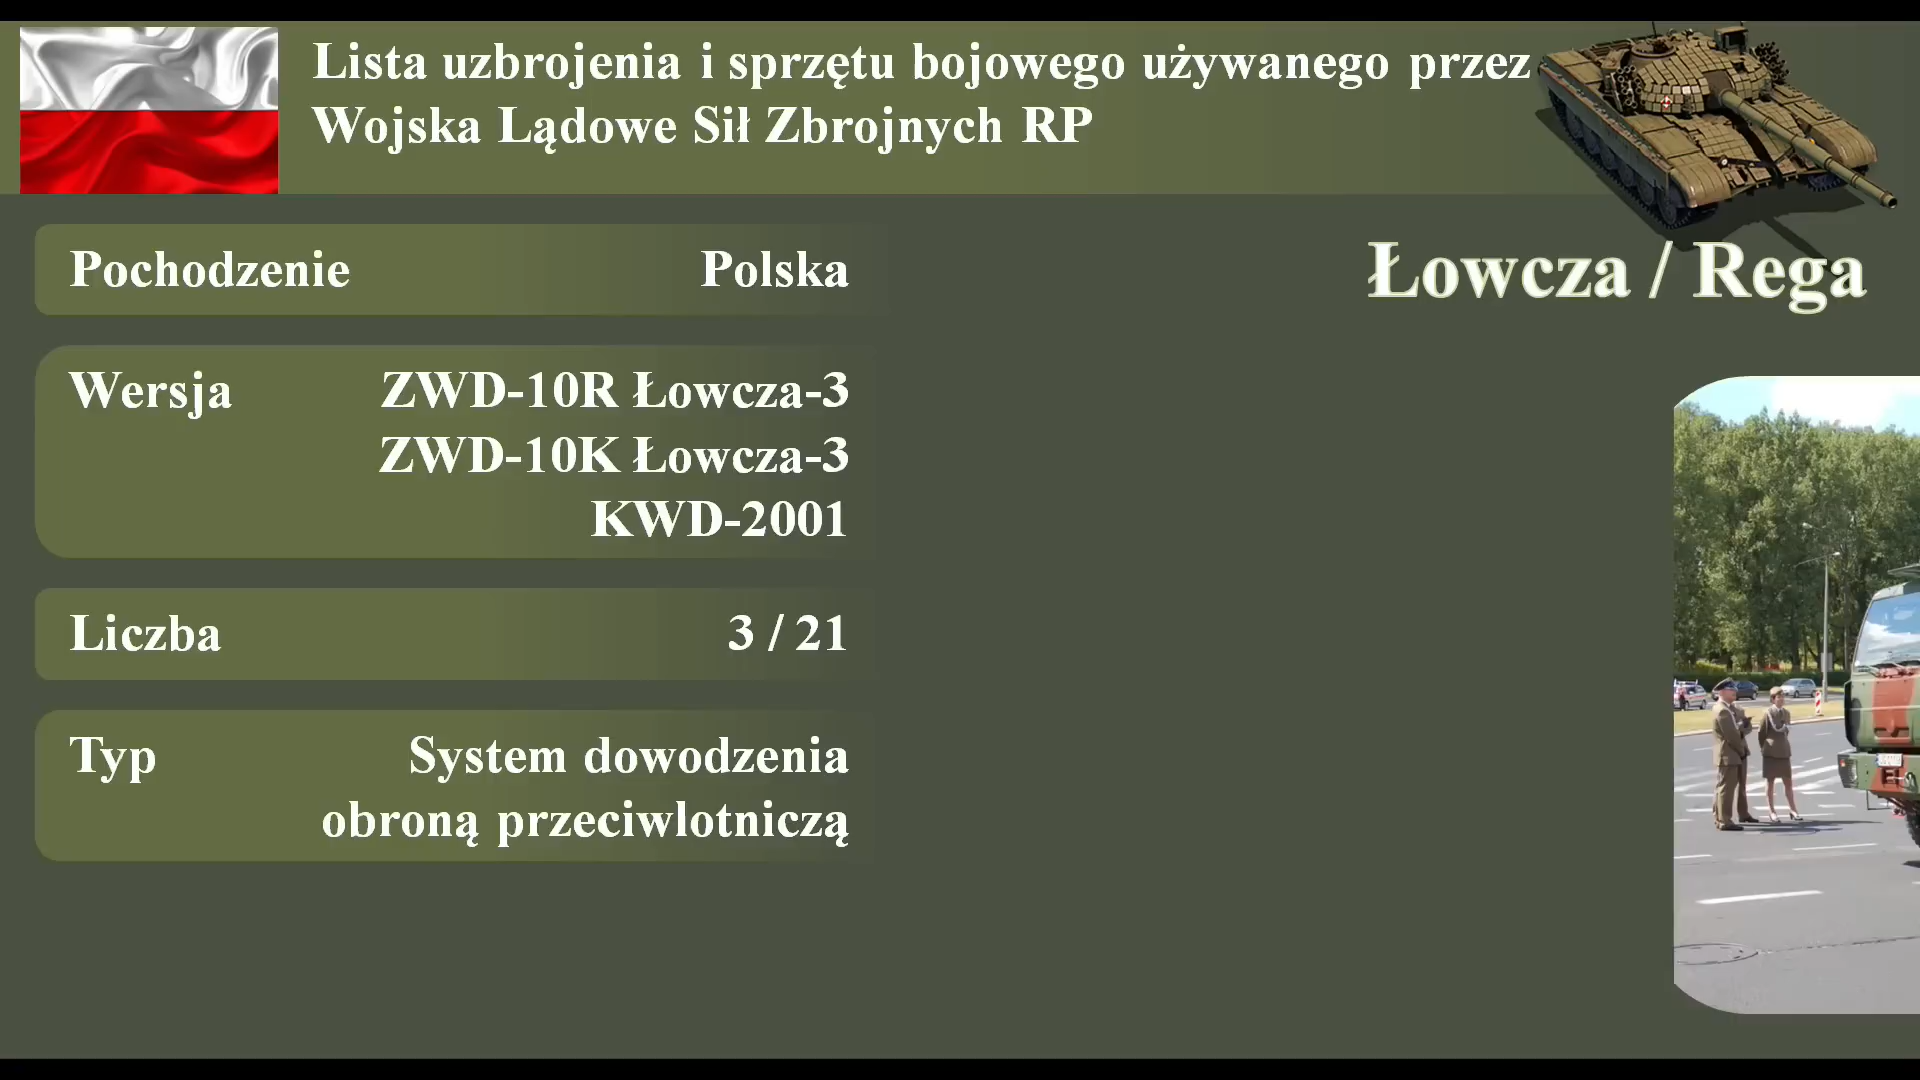 Lista uzbrojenia i sprzętu bojowego używanego przez
Wojska Lądowe Sił Zbrojnych RP
Łowcza / Rega
Pochodzenie Polska
Wersja ZWD-10R Łowcza-3
ZWD-10K Łowcza-3
KWD-2001
Liczba 3 / 21
Typ System dowodzenia
obroną przeciwlotniczą